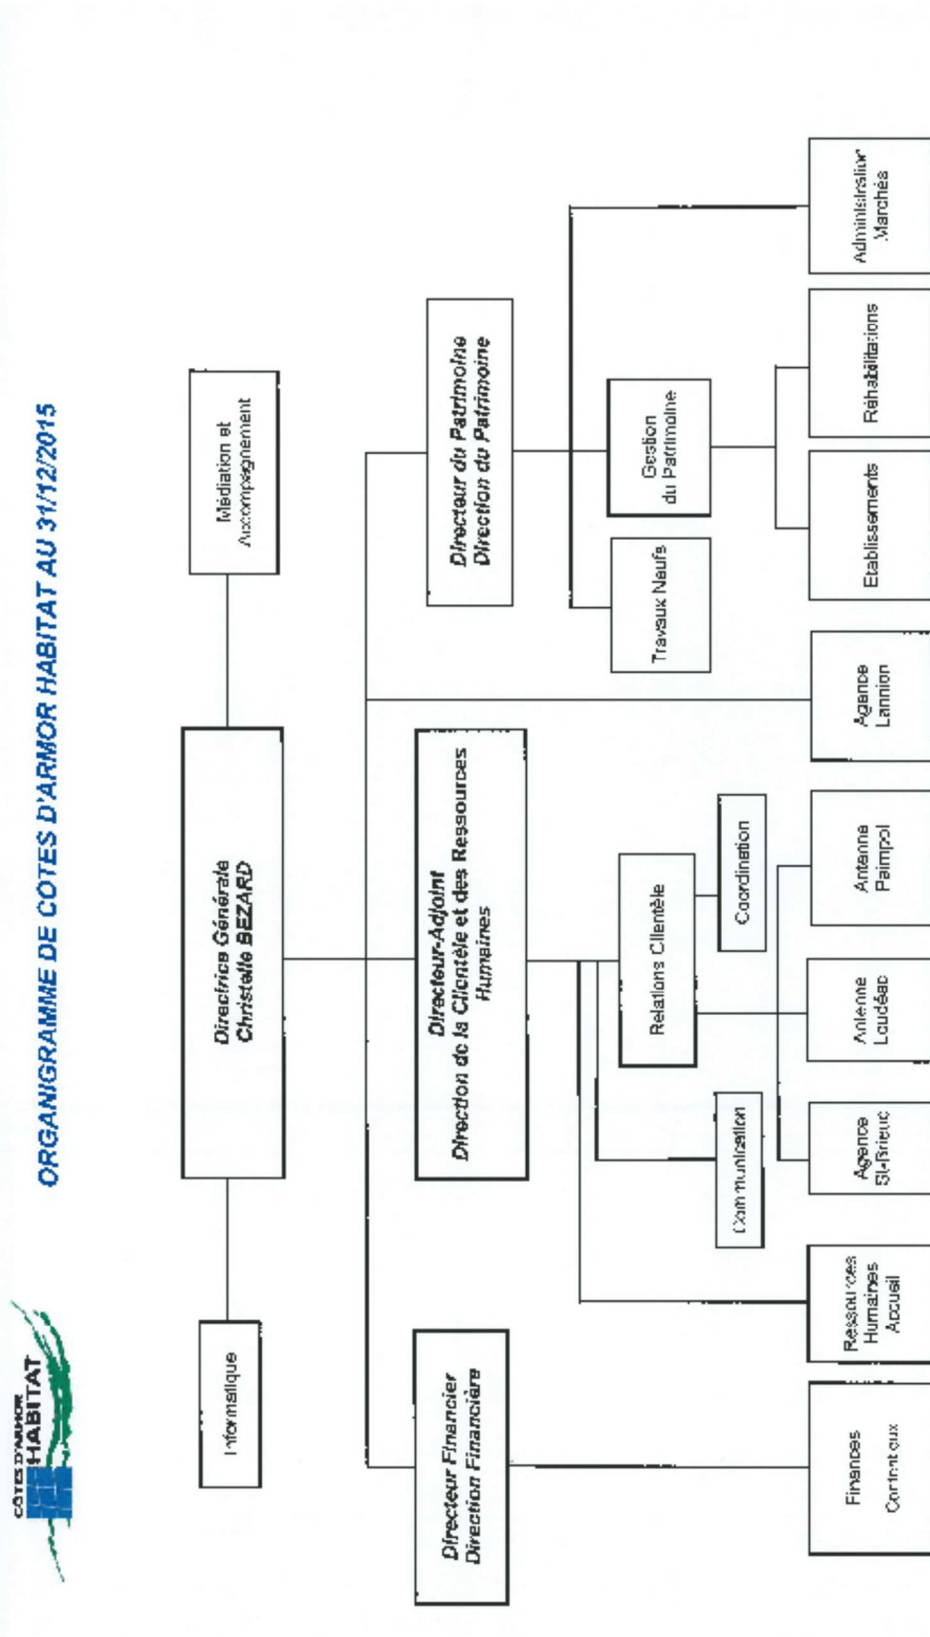 CÔTES D'ARMOR
HABITAT
ORGANIGRAMME DE COTES D'ARMOR HABITAT AU 31/12/2015
Informatique
Directrice Générale
Christelle BEZARD
Médiation et
Accompagnement
Directeur Financier
Direction Financière
Directeur-Adjoint
Direction de la Clientèle et des Ressources
Humaines
Directeur du Patrimoine
Direction du Patrimoine
Relations Clientèle
Travaux Neufs
Gestion
du Patrimoine
Communication
Coordination
Finances
Contentieux
Ressources
Humaines
Accueil
Agence
St-Brieuc
Antenne
Loudéac
Antenne
Paimpol
Agence
Lannion
Etablissements
Réhabilitations
Administration
Marchés